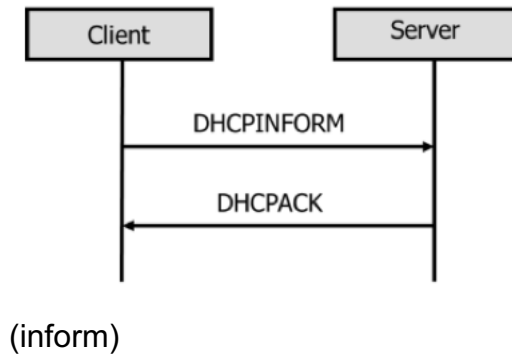 Client
Server
DHCPINFORM
DHCPACK
(inform)